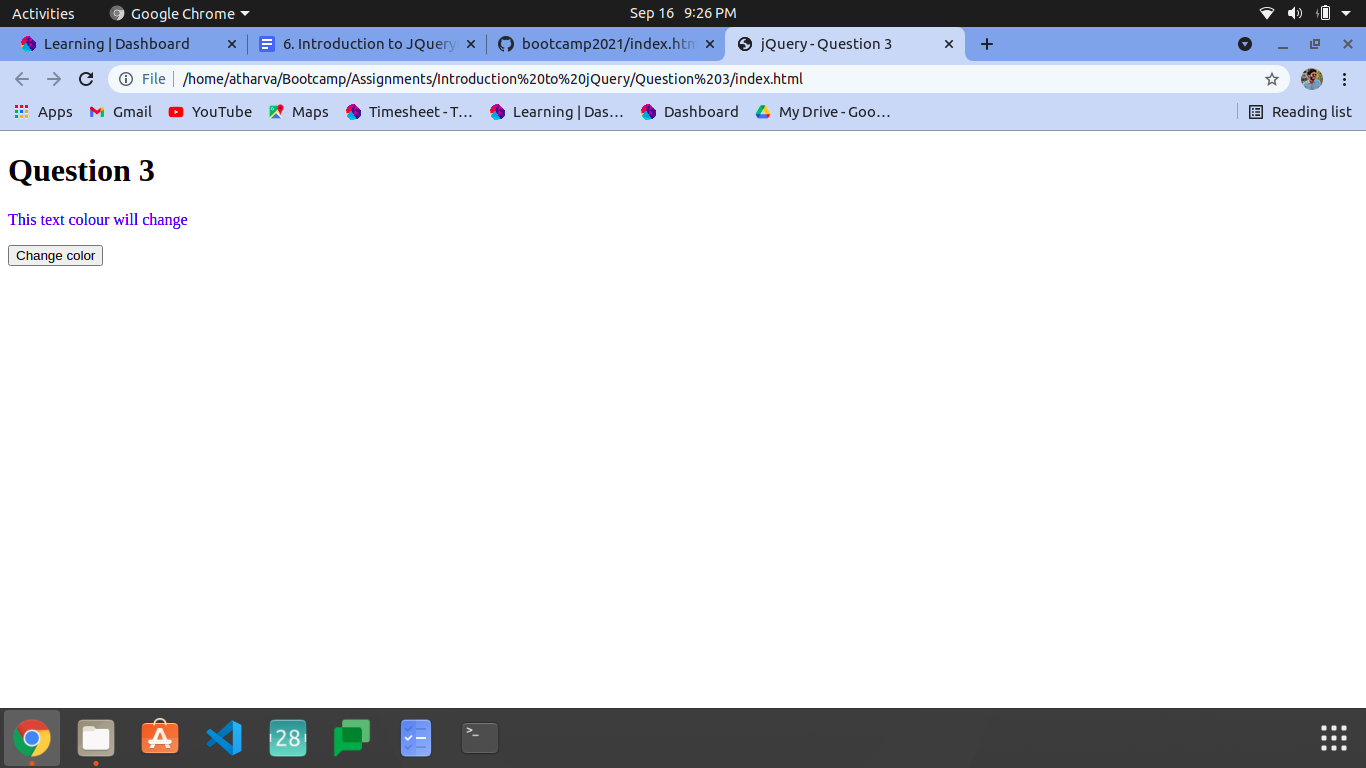 Activities
Google Chrome
Sep 16 9:26 PM
Learning | Dashboard
6. Introduction to JQuery
bootcamp2021/index.htm
jQuery - Question 3
File
/home/atharva/Bootcamp/Assignments/Introduction%20to%20jQuery/Question%203/index.html
Apps
Gmail
YouTube
Maps
Timesheet - T…
Learning | Das…
Dashboard
My Drive - Goo…
Reading list
Question 3
This text colour will change
Change color
28
>_